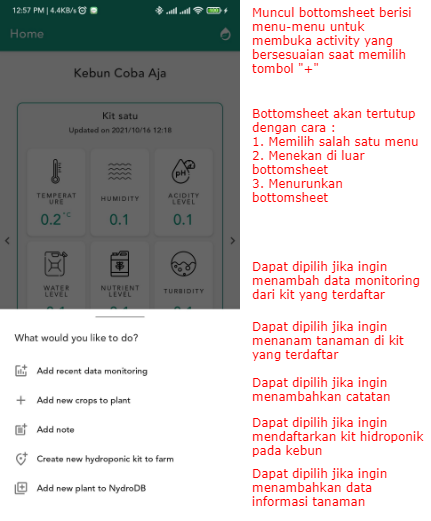 12:57 PM | 4.4KB/s
Home
Kebun Coba Aja
Kit satu
Updated on 2021/10/16 12:18
TEMPERAT
URE
0.2 °C
HUMIDITY
0.1
pH
ACIDITY
LEVEL
0.1
WATER
LEVEL
NUTRIENT
LEVEL
TURBIDITY
What would you like to do?
Add recent data monitoring
Add new crops to plant
Add note
Create new hydroponic kit to farm
Add new plant to NydroDB
Muncul bottomsheet berisi
menu-menu untuk
membuka activity yang
bersesuaian saat memilih
tombol "+"
Bottomsheet akan tertutup
dengan cara :
1. Memilih salah satu menu
2. Menekan di luar
bottomsheet
3. Menurunkan
bottomsheet
Dapat dipilih jika ingin
menambah data monitoring
dari kit yang terdaftar
Dapat dipilih jika ingin
menanam tanaman di kit
yang terdaftar
Dapat dipilih jika ingin
menambahkan catatan
Dapat dipilih jika ingin
mendaftarkan kit hidroponik
pada kebun
Dapat dipilih jika ingin
menambahkan data
informasi tanaman